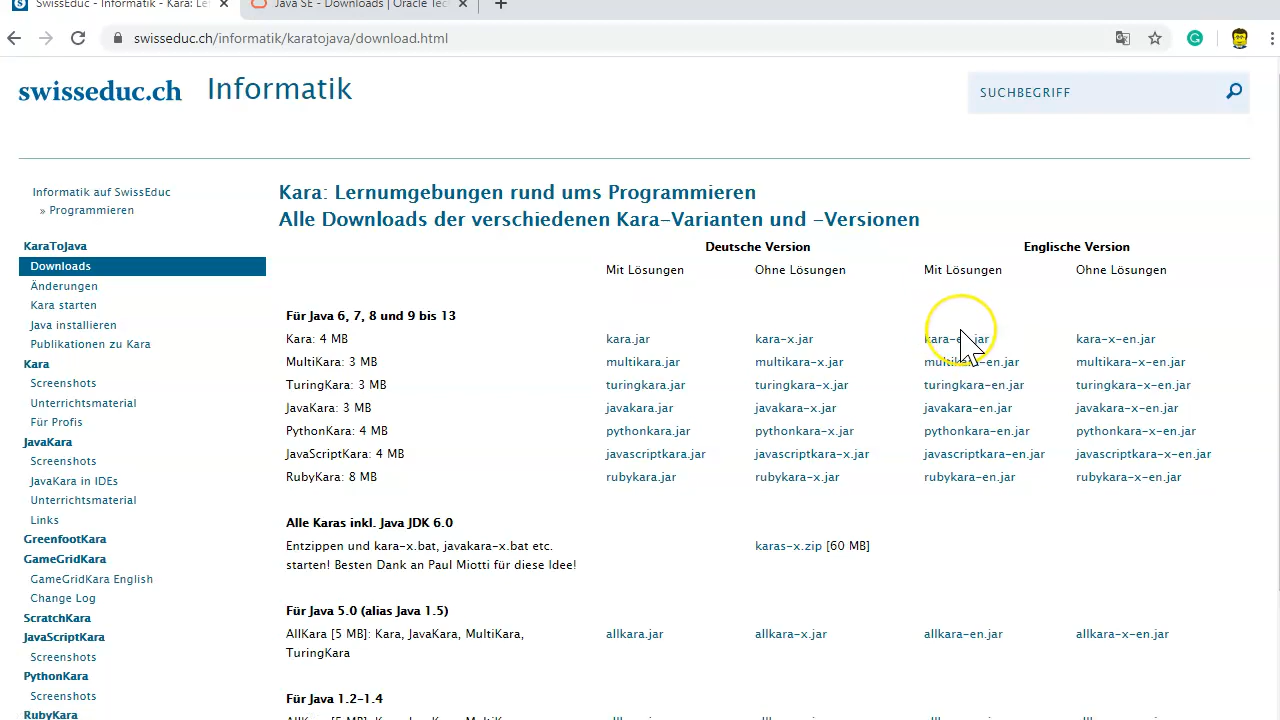 SwissEduc - Informatik - Kara: Le
Java SE - Downloads | Oracle Tec
swisseduc.ch/informatik/karatojava/download.html
swisseduc.ch Informatik
SUCHBEGRIFF
Informatik auf SwissEduc
» Programmieren
KaraToJava
Downloads
Änderungen
Kara starten
Java installieren
Publikationen zu Kara
Kara
Screenshots
Unterrichtsmaterial
Für Profis
JavaKara
Screenshots
JavaKara in IDEs
Unterrichtsmaterial
Links
GreenfootKara
GameGridKara
GameGridKara English
Change Log
ScratchKara
JavaScriptKara
Screenshots
PythonKara
Screenshots
RubyKara
Kara: Lernumgebungen rund ums Programmieren
Alle Downloads der verschiedenen Kara-Varianten und -Versionen
Deutsche Version Englische Version
Mit Lösungen Ohne Lösungen Mit Lösungen Ohne Lösungen
Für Java 6, 7, 8 und 9 bis 13
Kara: 4 MB kara.jar kara-x.jar kara-en.jar kara-x-en.jar
MultiKara: 3 MB multikara.jar multikara-x.jar multikara-en.jar multikara-x-en.jar
TuringKara: 3 MB turingkara.jar turingkara-x.jar turingkara-en.jar turingkara-x-en.jar
JavaKara: 3 MB javakara.jar javakara-x.jar javakara-en.jar javakara-x-en.jar
PythonKara: 4 MB pythonkara.jar pythonkara-x.jar pythonkara-en.jar pythonkara-x-en.jar
JavaScriptKara: 4 MB javascriptkara.jar javascriptkara-x.jar javascriptkara-en.jar javascriptkara-x-en.jar
RubyKara: 8 MB rubykara.jar rubykara-x.jar rubykara-en.jar rubykara-x-en.jar
Alle Karas inkl. Java JDK 6.0
Entzippen und kara-x.bat, javakara-x.bat etc. karas-x.zip [60 MB]
starten! Besten Dank an Paul Miotti für diese Idee!
Für Java 5.0 (alias Java 1.5)
AllKara [5 MB]: Kara, JavaKara, MultiKara, allkara.jar allkara-x.jar allkara-en.jar allkara-x-en.jar
TuringKara
Für Java 1.2-1.4